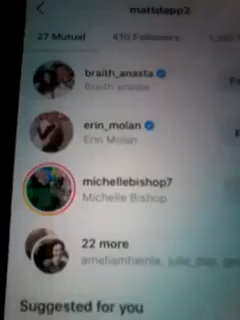 mattdapp2
27 Mutual 410 Followers
braith_anasta
Braith anasta
erin_molan
Erin Molan
michellebishop7
Michelle Bishop
22 more
Suggested for you